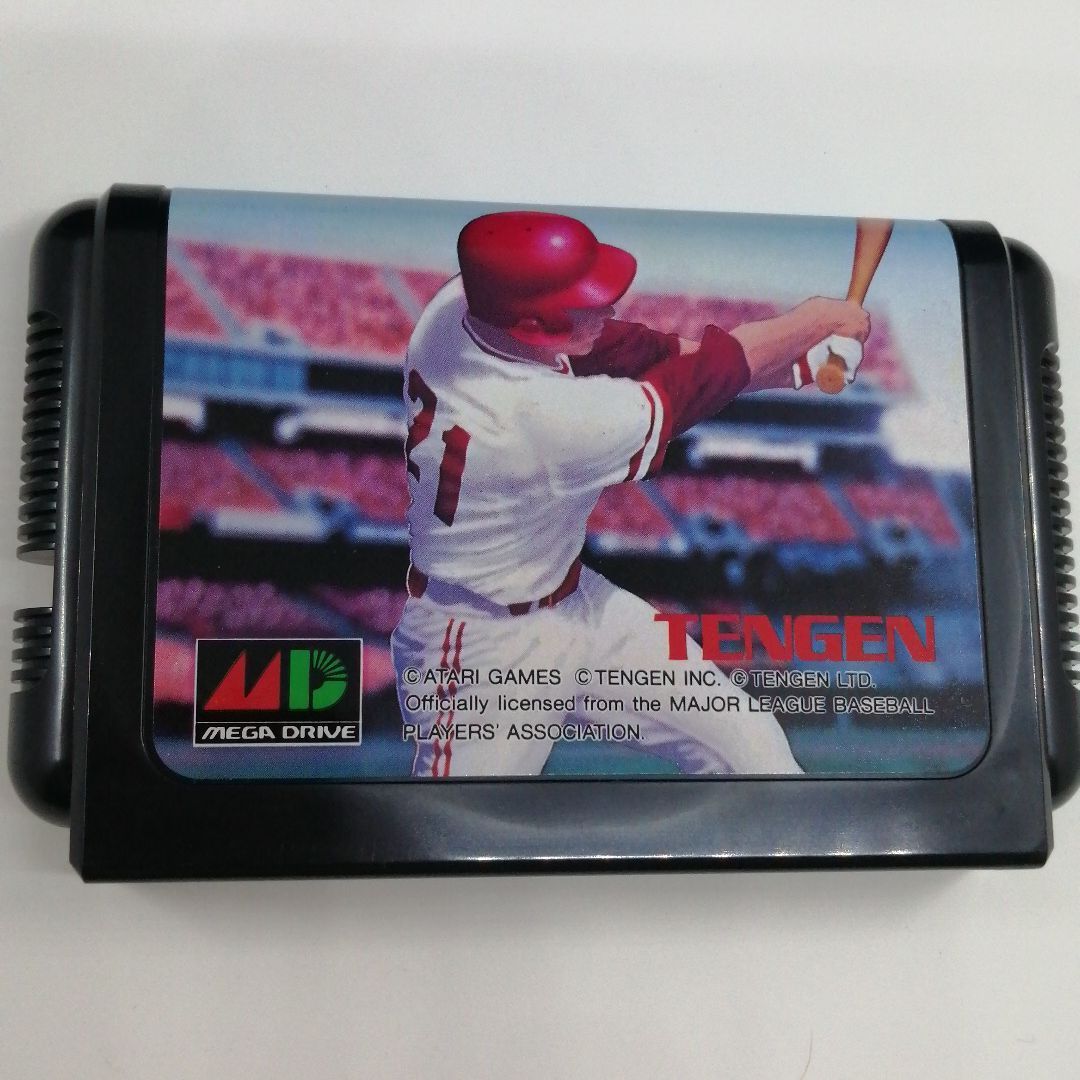 21
TENGEN
©ATARI GAMES ©TENGEN INC. ©TENGEN LTD.
Officially licensed from the MAJOR LEAGUE BASEBALL
PLAYERS' ASSOCIATION.
MD
MEGA DRIVE